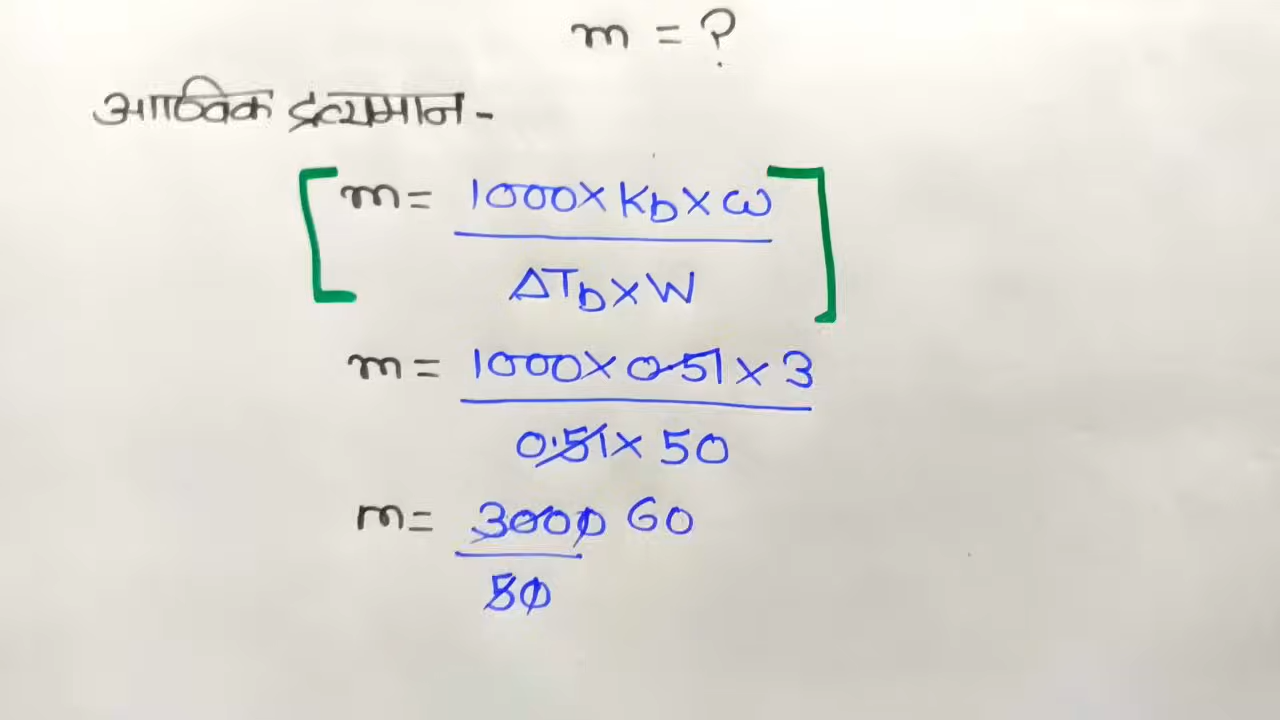 m = ?
आण्विक द्रव्यमान -
m = 1000 × Kb × w
ΔTb × W
m = 1000 × 0.51 × 3
0.51 × 50
m = 3000 60
50